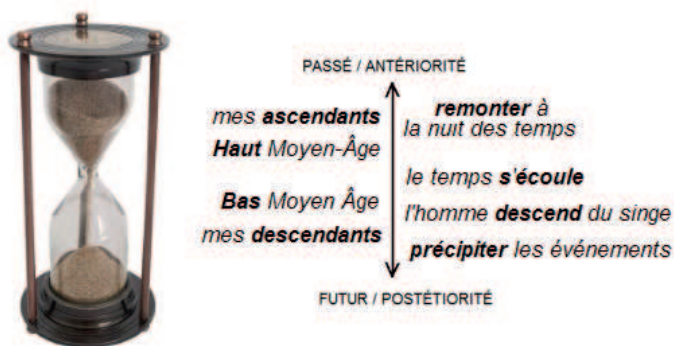 PASSÉ / ANTÉRIORITÉ
mes ascendants
Haut Moyen-Âge
Bas Moyen Âge
mes descendants
remonter à
la nuit des temps
le temps s'écoule
l'homme descend du singe
précipiter les événements
FUTUR / POSTÉTIORITÉ